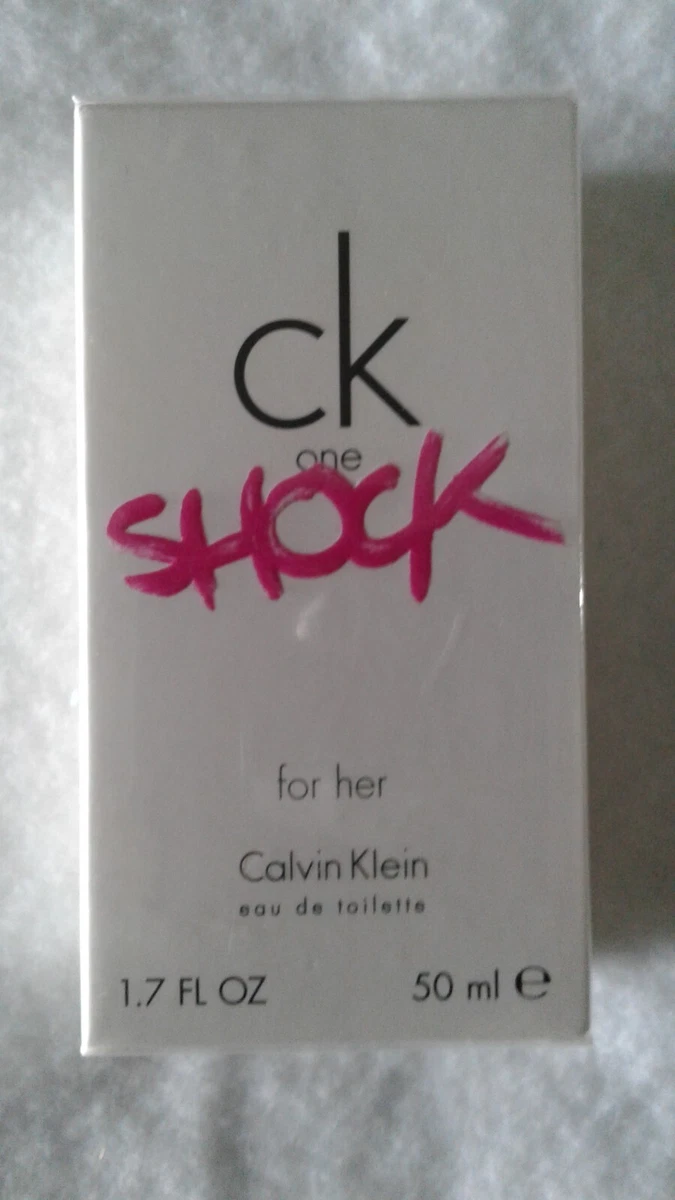 ck
one
SHOCK
for her
Calvin Klein
eau de toilette
1.7 FL OZ 50 ml ℮